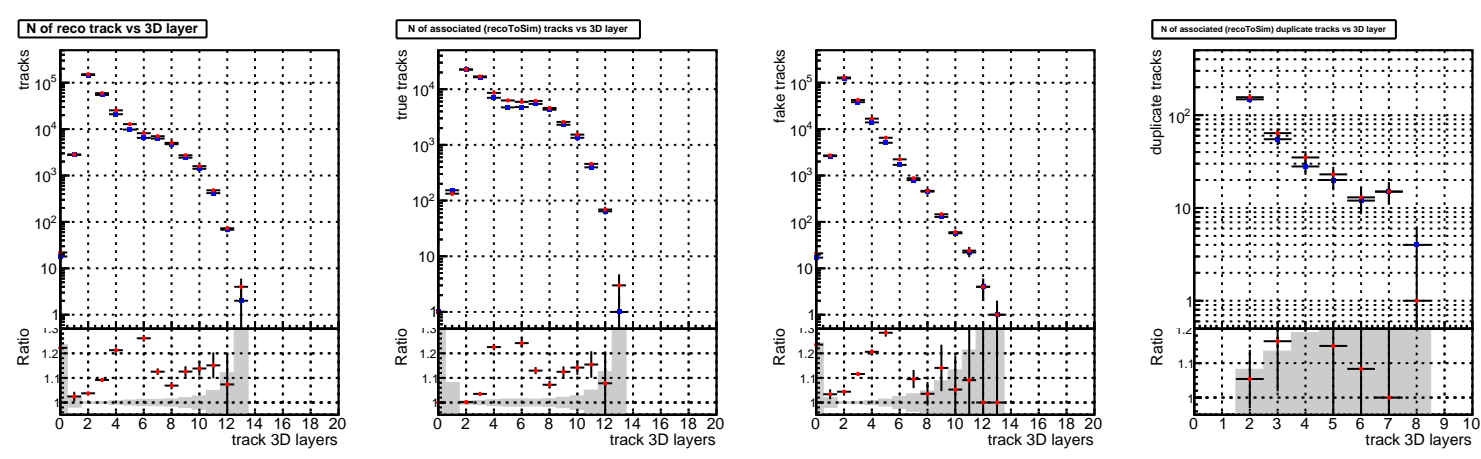 N of reco track vs 3D layer
tracks
10^5
10^4
10^3
10^2
10
1
Ratio
1.3
1.2
1.1
1
0 2 4 6 8 10 12 14 16 18 20
track 3D layers
N of associated (recoToSim) tracks vs 3D layer
true tracks
10^4
10^3
10^2
10
1
Ratio
1.3
1.2
1.1
1
0 2 4 6 8 10 12 14 16 18 20
track 3D layers
fake tracks
10^5
10^4
10^3
10^2
10
1
Ratio
1.3
1.2
1.1
1
0 2 4 6 8 10 12 14 16 18 20
track 3D layers
N of associated (recoToSim) duplicate tracks vs 3D layer
duplicate tracks
10^2
10
1
Ratio
1.2
1.1
1
0 1 2 3 4 5 6 7 8 9 10
track 3D layers